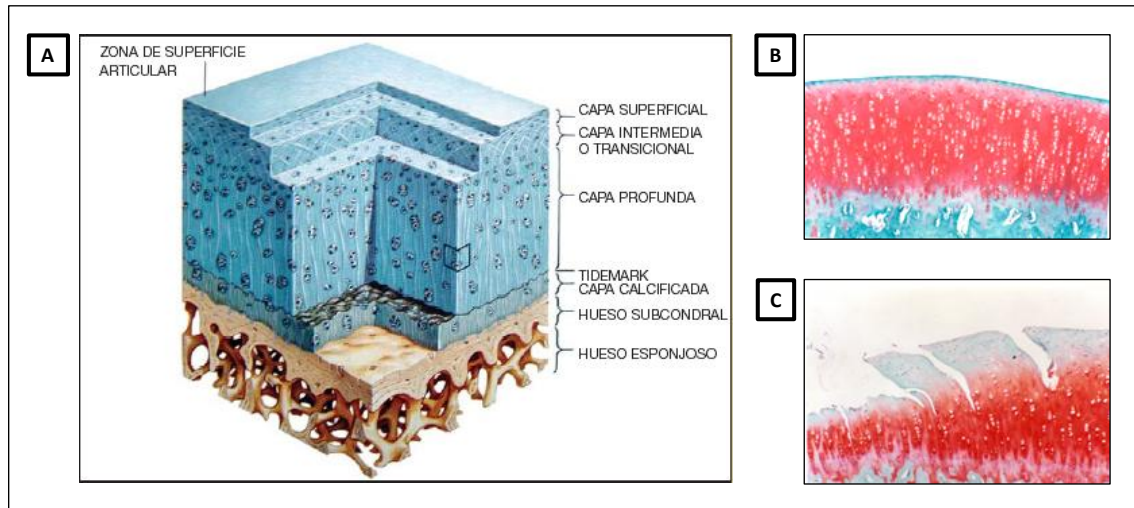 A
ZONA DE SUPERFICIE
ARTICULAR
CAPA SUPERFICIAL
CAPA INTERMEDIA
O TRANSICIONAL
CAPA PROFUNDA
TIDEMARK
CAPA CALCIFICADA
HUESO SUBCONDRAL
HUESO ESPONJOSO
B
C